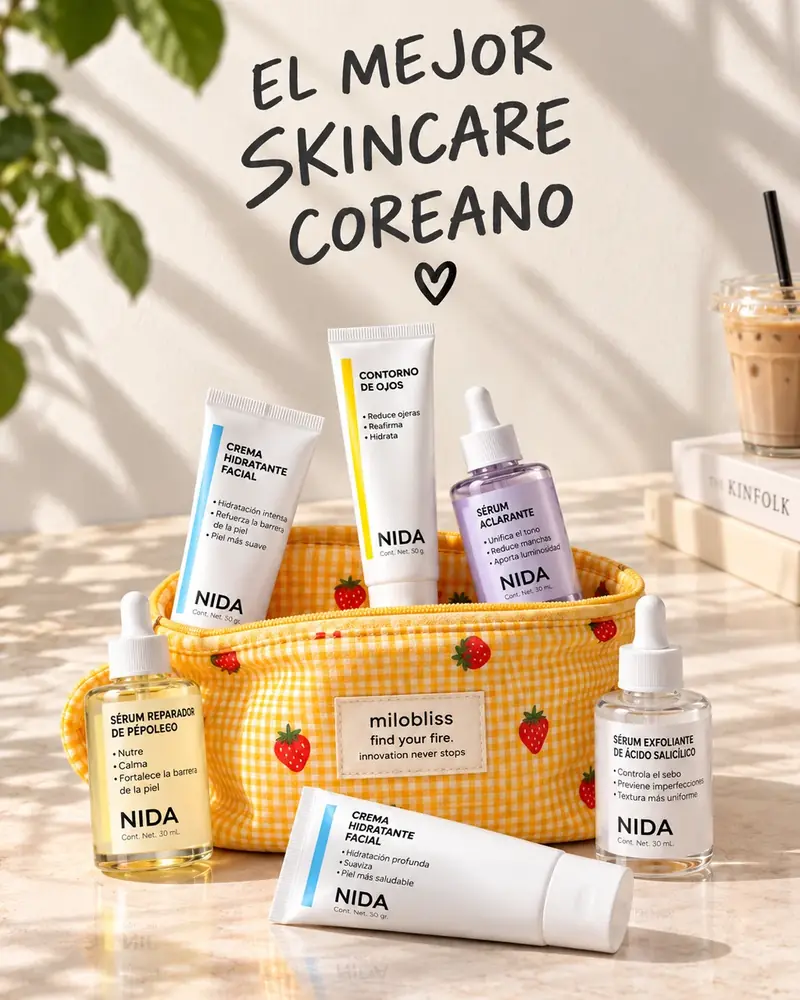 EL MEJOR
SKINCARE
COREANO
CONTORNO
DE OJOS
• Reduce ojeras
• Reafirma
• Hidrata
NIDA
Cont. Net. 50 g.
CREMA
HIDRATANTE
FACIAL
• Hidratación intensa
• Refuerza la barrera
de la piel
• Piel más suave
NIDA
Cont. Net. 50 gr.
SÉRUM
ACLARANTE
• Unifica el tono
• Reduce manchas
• Aporta luminosidad
NIDA
Cont. Net. 30 mL.
THE KINFOLK
milobliss
find your fire.
innovation never stops
SÉRUM REPARADOR
DE PÉPOLEEO
• Nutre
• Calma
• Fortalece la barrera
de la piel
NIDA
Cont. Net. 30 mL.
SÉRUM EXFOLIANTE
DE ÁCIDO SALICÍLICO
• Controla el sebo
• Previene imperfecciones
• Textura más uniforme
NIDA
Cont. Net. 30 mL.
CREMA
HIDRATANTE
FACIAL
• Hidratación profunda
• Suaviza
• Piel más saludable
NIDA
Cont. Net. 50 gr.